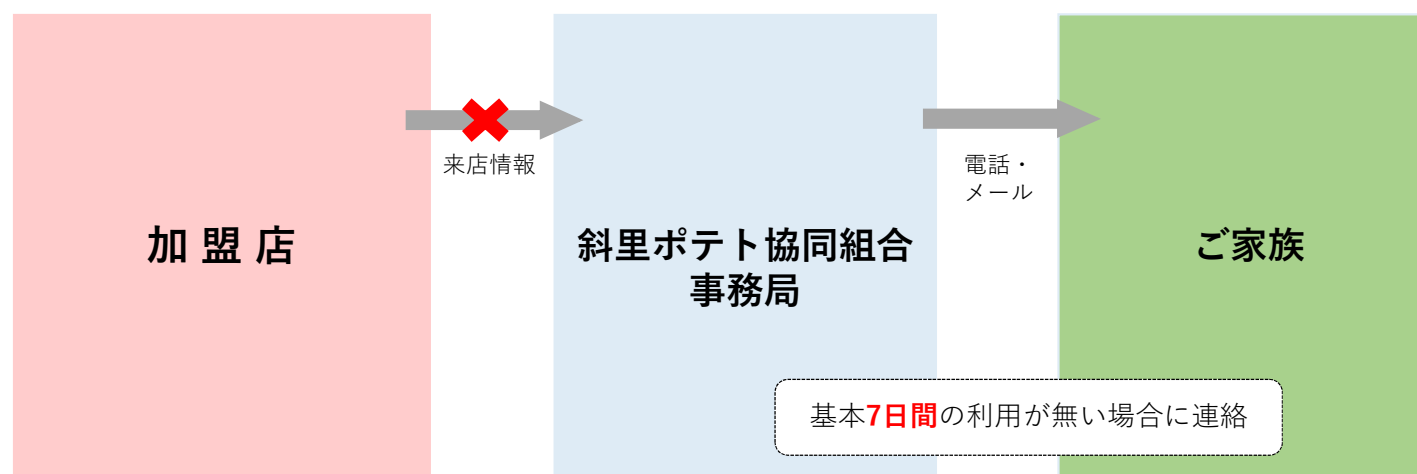 来店情報
電話・
メール
加 盟 店
斜里ポテト協同組合
事務局
ご家族
基本7日間の利用が無い場合に連絡